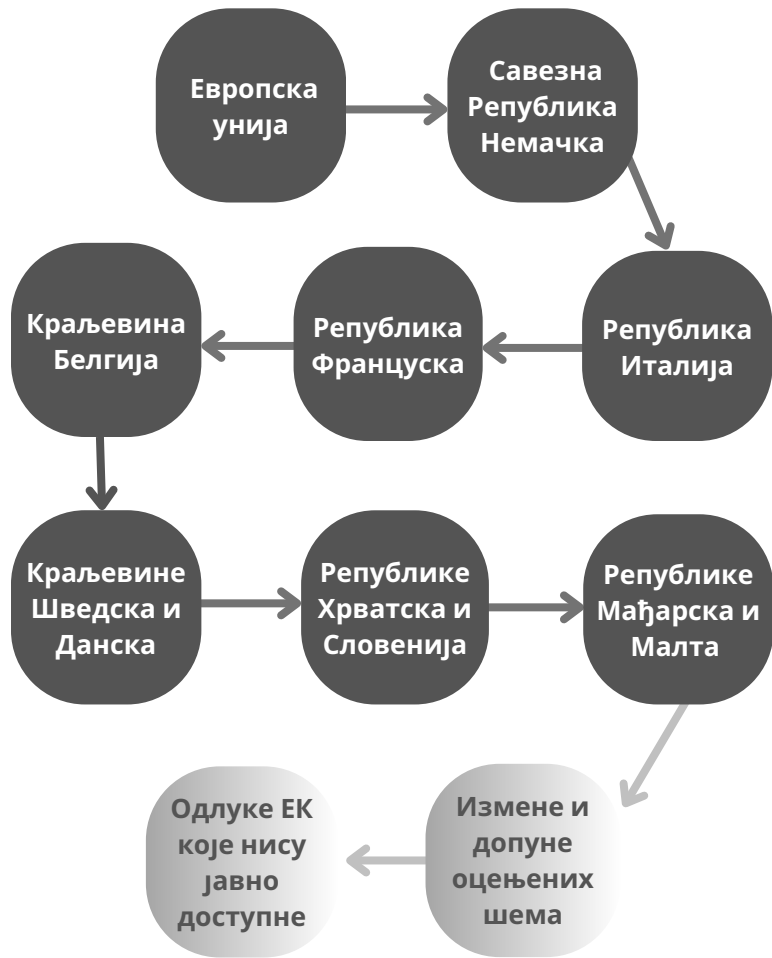 Европска
унија
Савезна
Република
Немачка
Република
Италија
Република
Француска
Краљевина
Белгија
Краљевине
Шведска и
Данска
Републике
Хрватска и
Словенија
Републике
Мађарска и
Малта
Измене и
допуне
оцењених
шема
Одлуке ЕК
које нису
јавно
доступне